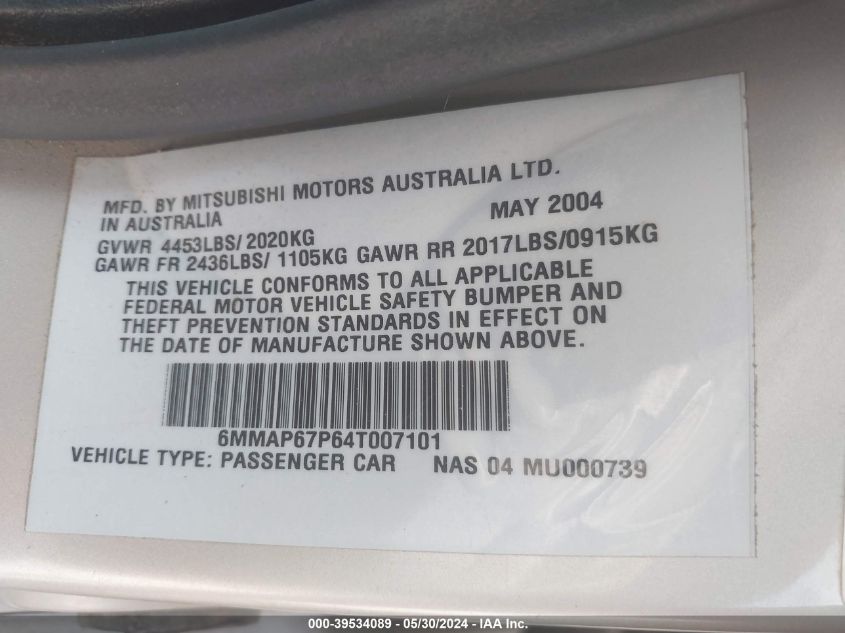 MFD. BY MITSUBISHI MOTORS AUSTRALIA LTD.
IN AUSTRALIA MAY 2004
GVWR 4453LBS/ 2020KG
GAWR FR 2436LBS/ 1105KG GAWR RR 2017LBS/0915KG
THIS VEHICLE CONFORMS TO ALL APPLICABLE
FEDERAL MOTOR VEHICLE SAFETY BUMPER AND
THEFT PREVENTION STANDARDS IN EFFECT ON
THE DATE OF MANUFACTURE SHOWN ABOVE.
6MMAP67P64T007101
VEHICLE TYPE: PASSENGER CAR NAS 04 MU000739
000-39534089 - 05/30/2024 - IAA Inc.